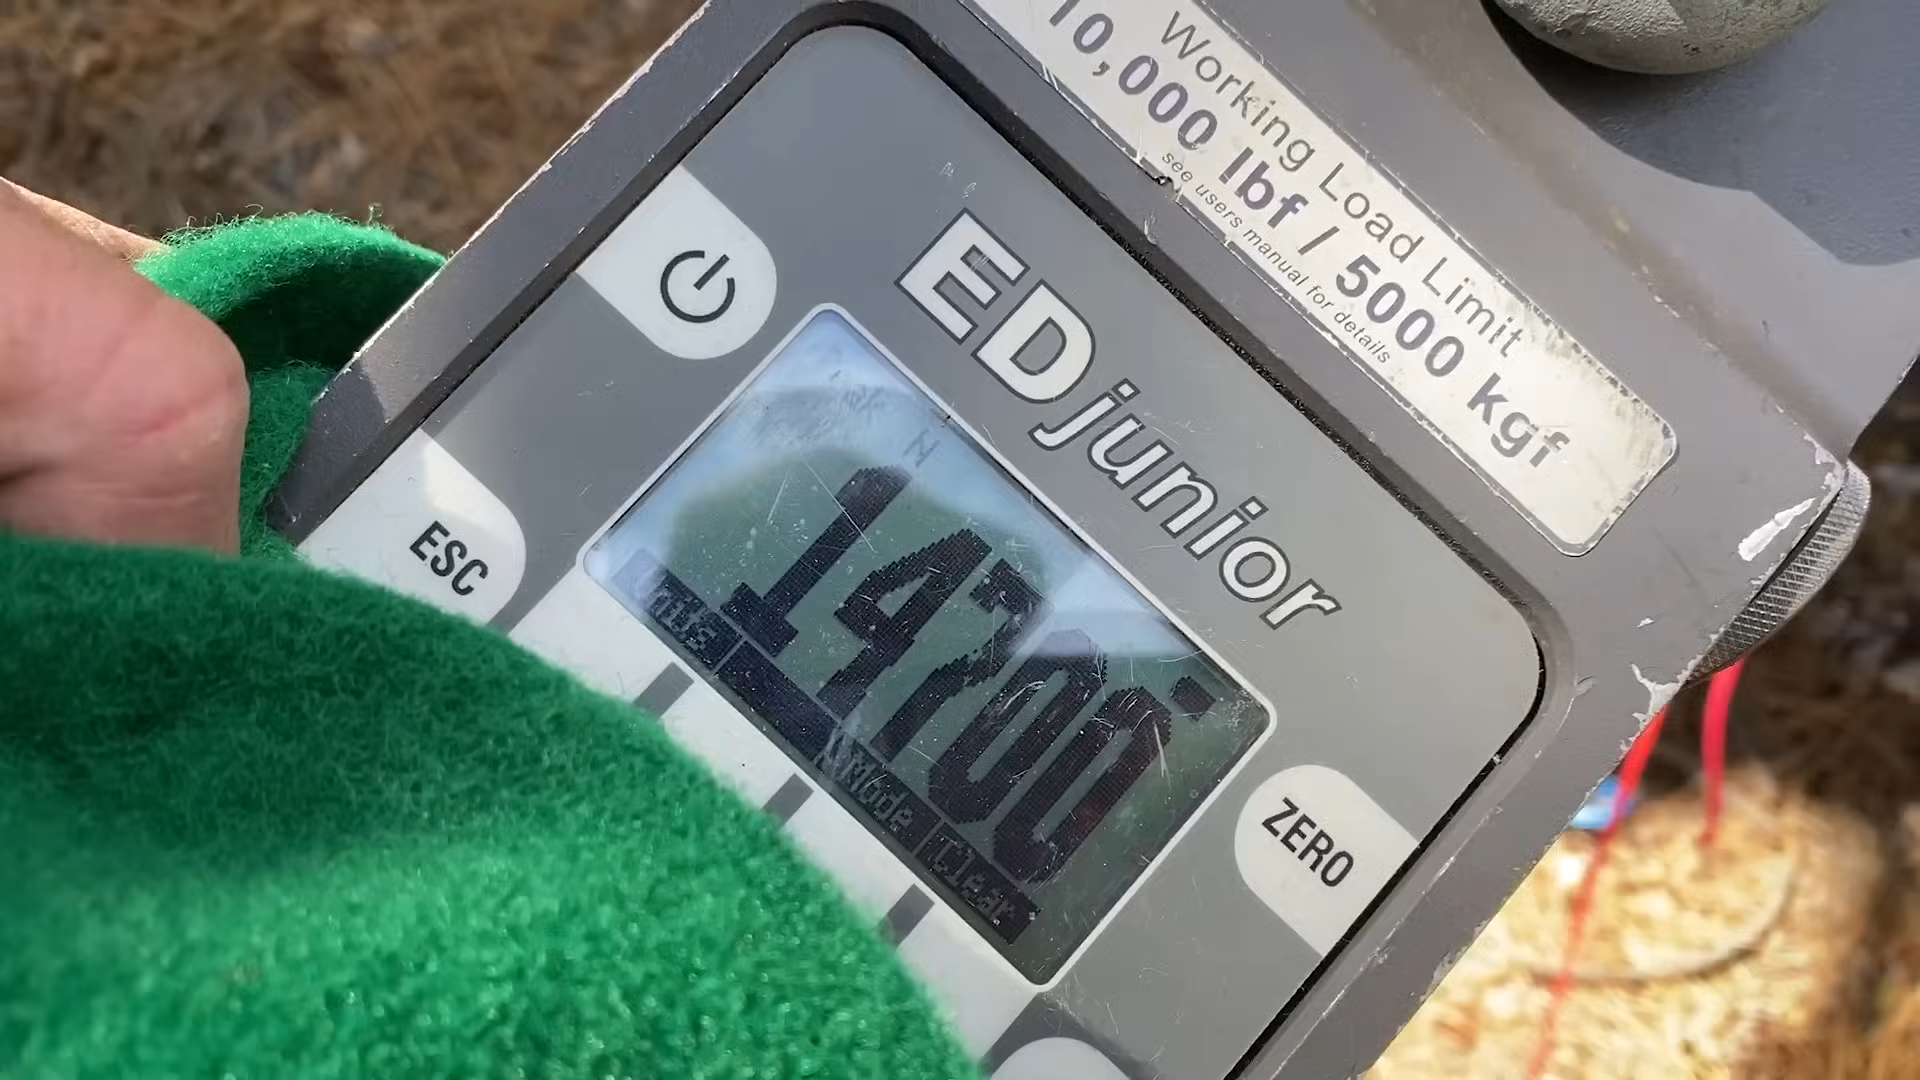 Working Load Limit
10,000 lbf / 5000 kgf
see users manual for details
ED junior
ESC
14700
Mode
Clear
ZERO